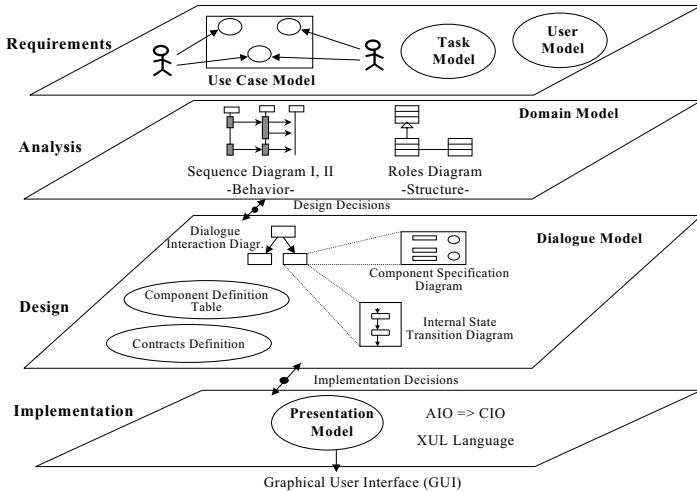 Requirements
Use Case Model
Task
Model
User
Model
Analysis
Domain Model
Sequence Diagram I, II
-Behavior-
Roles Diagram
-Structure-
Design Decisions
Design
Dialogue
Interaction Diagr.
Dialogue Model
Component Specification
Diagram
Component Definition
Table
Contracts Definition
Internal State
Transition Diagram
Implementation Decisions
Implementation
Presentation
Model
AIO => CIO
XUL Language
Graphical User Interface (GUI)